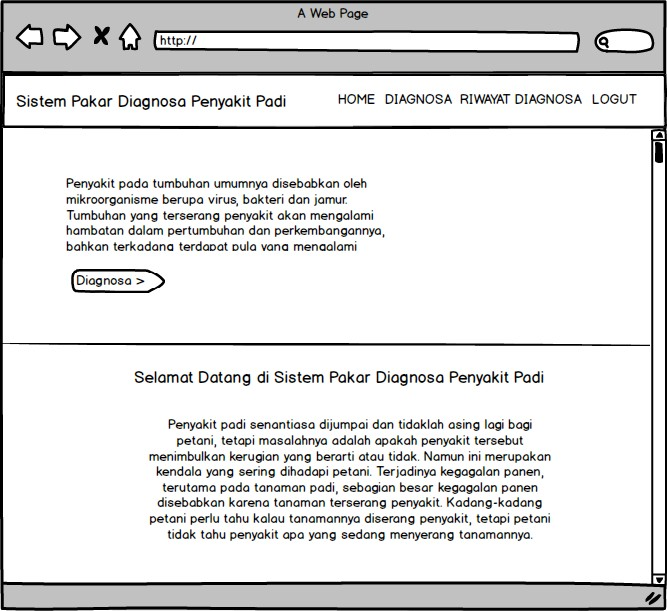 A Web Page
http://
Sistem Pakar Diagnosa Penyakit Padi
HOME DIAGNOSA RIWAYAT DIAGNOSA LOGUT
Penyakit pada tumbuhan umumnya disebabkan oleh
mikroorganisme berupa virus, bakteri dan jamur.
Tumbuhan yang terserang penyakit akan mengalami
hambatan dalam pertumbuhan dan perkembangannya,
bahkan terkadang terdapat pula yang mengalami
Diagnosa >
Selamat Datang di Sistem Pakar Diagnosa Penyakit Padi
Penyakit padi senantiasa dijumpai dan tidaklah asing lagi bagi
petani, tetapi masalahnya adalah apakah penyakit tersebut
menimbulkan kerugian yang berarti atau tidak. Namun ini merupakan
kendala yang sering dihadapi petani. Terjadinya kegagalan panen,
terutama pada tanaman padi, sebagian besar kegagalan panen
disebabkan karena tanaman terserang penyakit. Kadang-kadang
petani perlu tahu kalau tanamannya diserang penyakit, tetapi petani
tidak tahu penyakit apa yang sedang menyerang tanamannya.